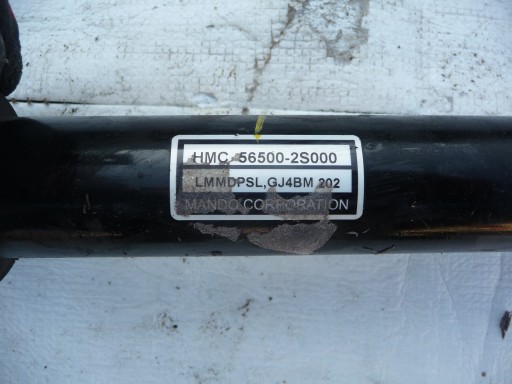 HMC 56500-2S000
LMMDPSL,GJ4BM 202
MANDO CORPORATION